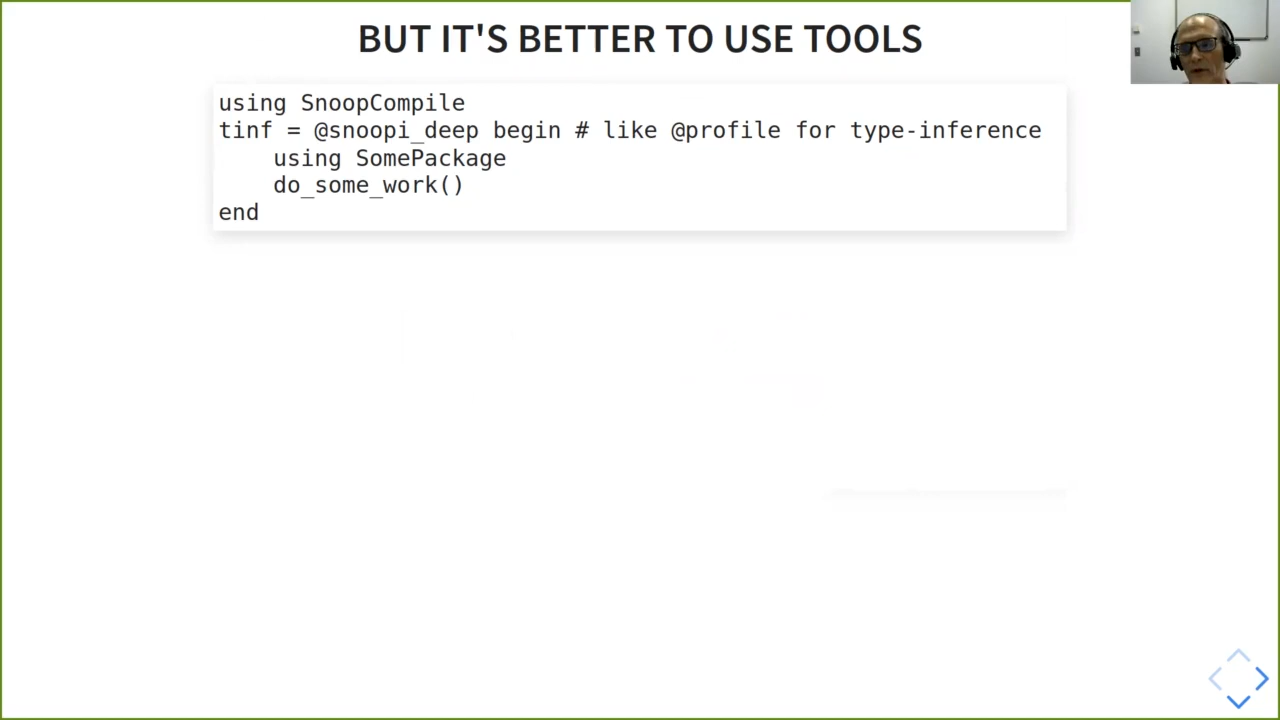 BUT IT'S BETTER TO USE TOOLS
using SnoopCompile
tinf = @snoopi_deep begin # like @profile for type-inference
    using SomePackage
    do_some_work()
end